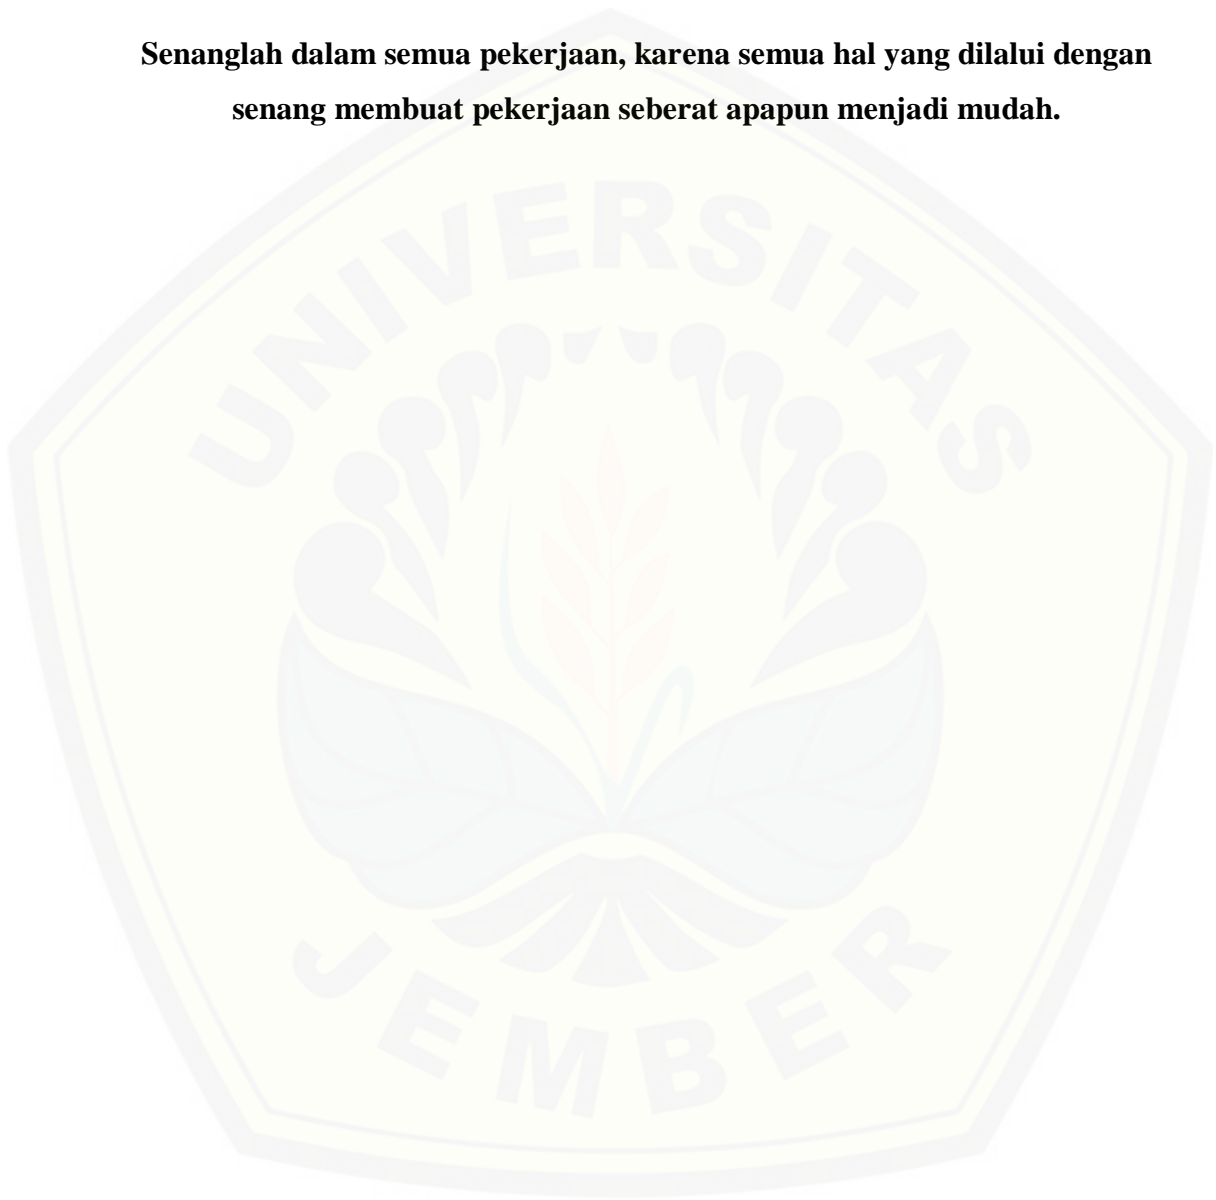 Senanglah dalam semua pekerjaan, karena semua hal yang dilalui dengan
senang membuat pekerjaan seberat apapun menjadi mudah.
UNIVERSITAS
JEMBER